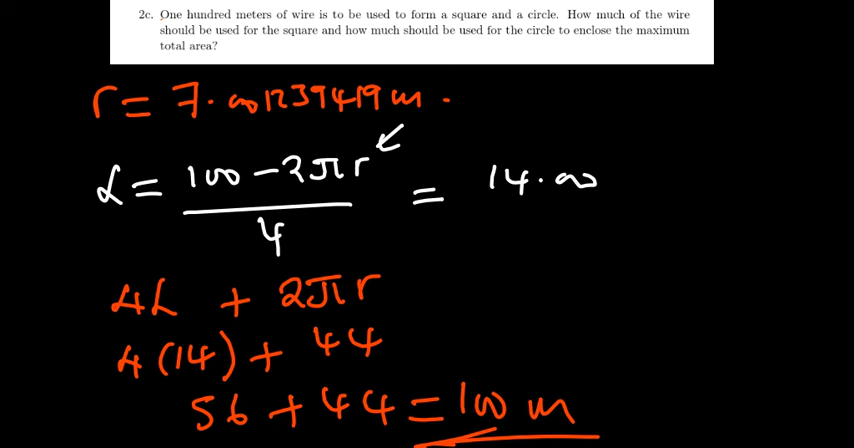 2c. One hundred meters of wire is to be used to form a square and a circle. How much of the wire
should be used for the square and how much should be used for the circle to enclose the maximum
total area?
r = 7.001239419m.
L = (100 - 2πr)/4 = 14.00
4L + 2πr
4(14) + 44
56 + 44 = 100 m